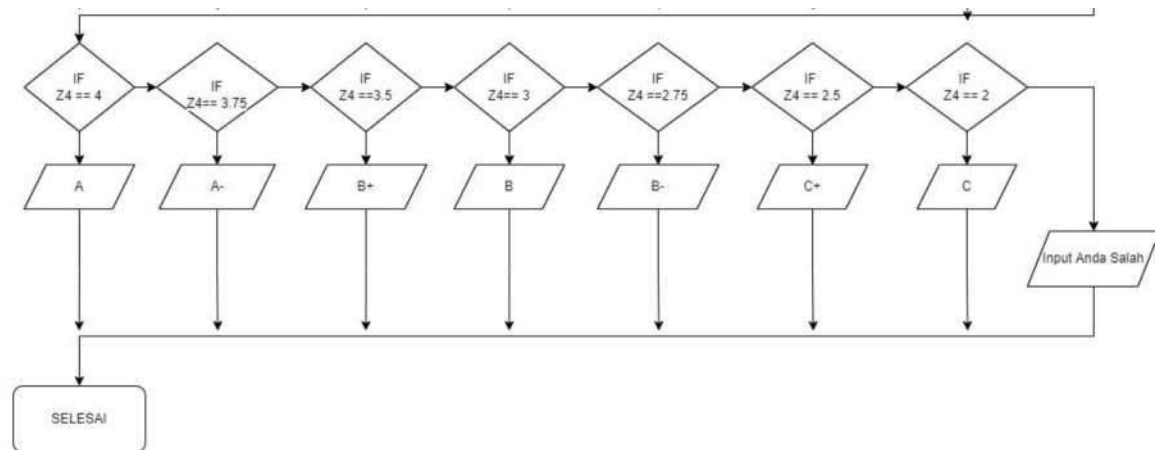 IF
Z4 == 4
IF
Z4== 3.75
IF
Z4 ==3.5
IF
Z4== 3
IF
Z4 ==2.75
IF
Z4 == 2.5
IF
Z4 == 2
A
A-
B+
B
B-
C+
C
Input Anda Salah
SELESAI